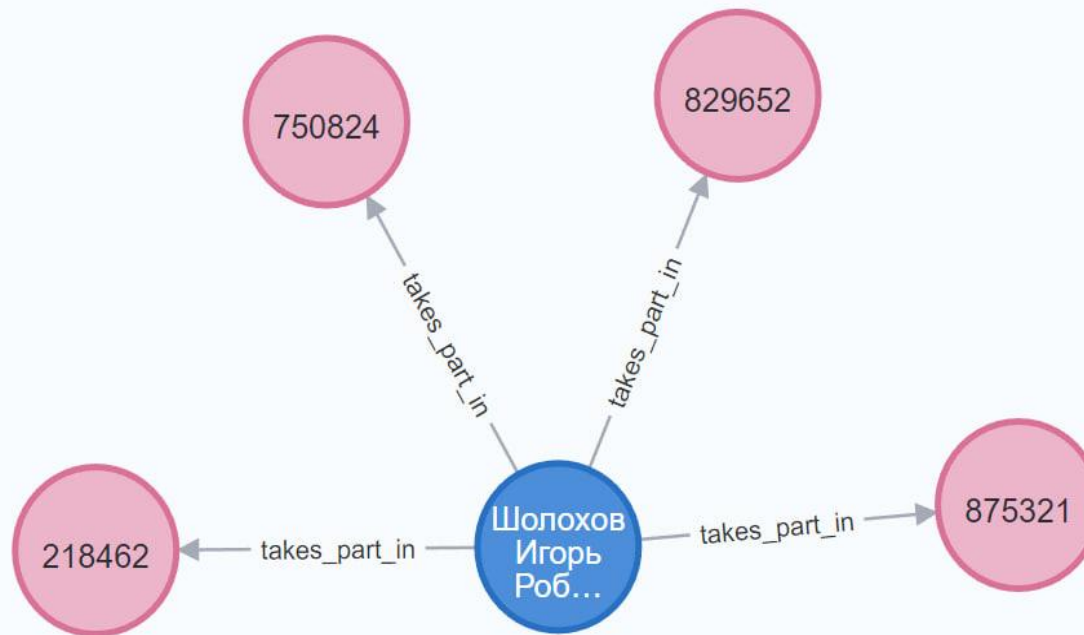 750824
829652
takes_part_in
takes_part_in
218462
takes_part_in
Шолохов
Игорь
Роб...
takes_part_in
875321